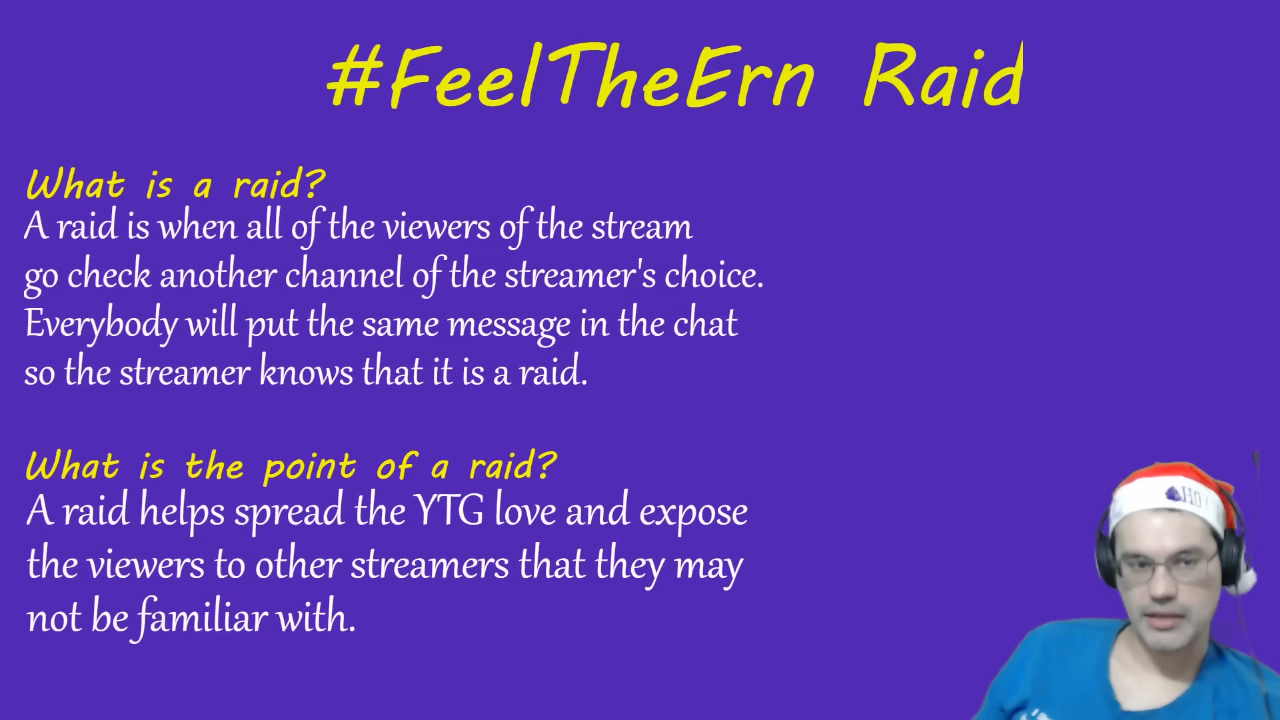 #FeelTheErn Raid
What is a raid?
A raid is when all of the viewers of the stream
go check another channel of the streamer's choice.
Everybody will put the same message in the chat
so the streamer knows that it is a raid.
What is the point of a raid?
A raid helps spread the YTG love and expose
the viewers to other streamers that they may
not be familiar with.